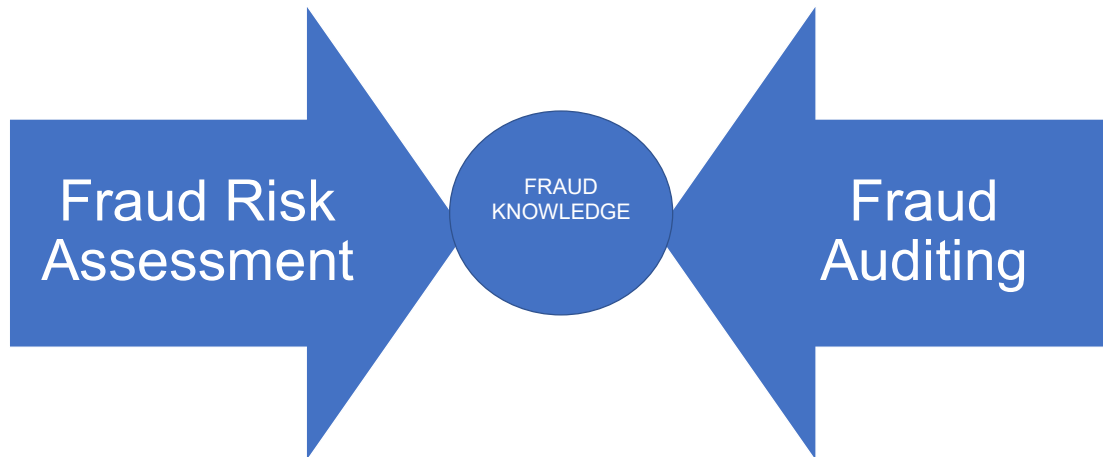 Fraud Risk
Assessment
FRAUD
KNOWLEDGE
Fraud
Auditing